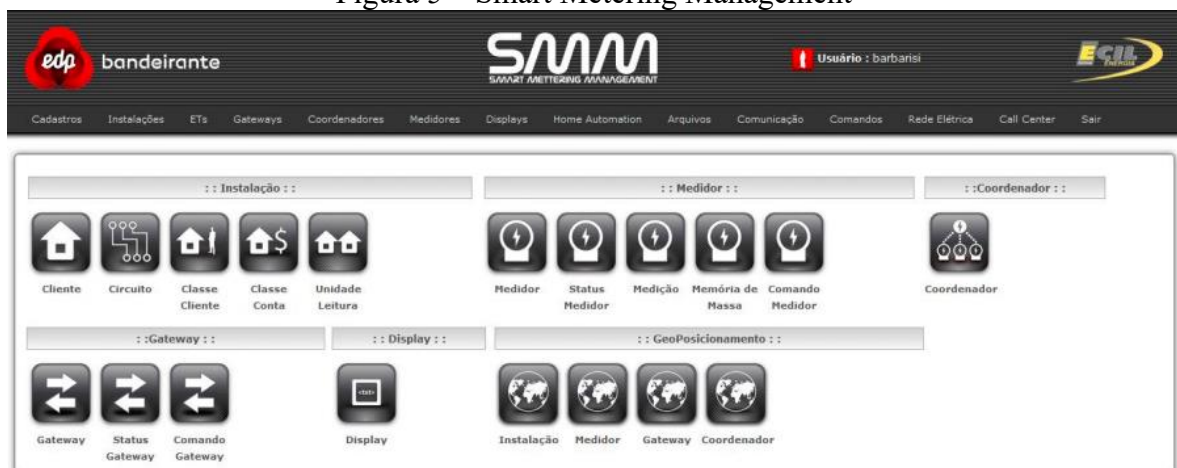 Figura 3 – Smart Metering Management
edp bandeirante
SMM
SMART METTERING MANAGEMENT
Usuário : barbarisi
ECIL
ENERGIA
Cadastros Instalações ETs Gateways Coordenadores Medidores Displays Home Automation Arquivos Comunicação Comandos Rede Elétrica Call Center Sair
: : Instalação : :
: : Medidor : :
: :Coordenador : :
Cliente Circuito Classe Cliente Classe Conta Unidade Leitura
Medidor Status Medidor Medição Memória de Massa Comando Medidor
Coordenador
: :Gateway : :
: : Display : :
: : GeoPosicionamento : :
<txt>
Gateway Status Gateway Comando Gateway
Display
Instalação Medidor Gateway Coordenador